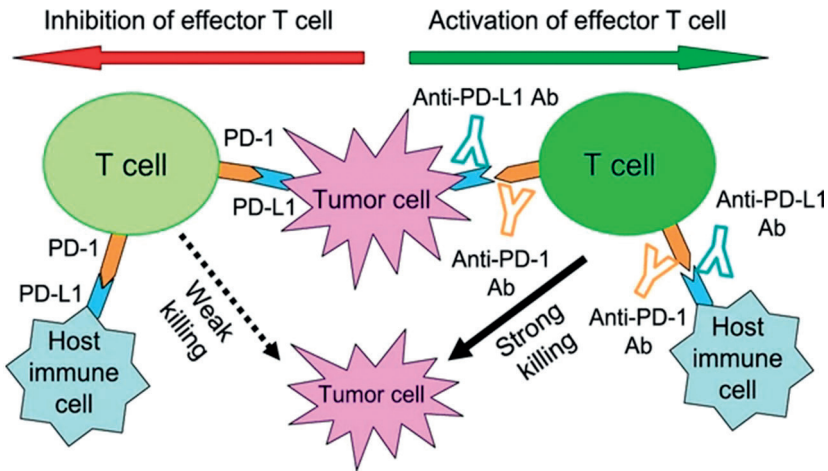 Inhibition of effector T cell
Activation of effector T cell
Anti-PD-L1 Ab
PD-1
T cell
PD-L1
Tumor cell
T cell
Anti-PD-L1
Ab
PD-1
PD-L1
Anti-PD-1
Ab
Weak
killing
Strong
killing
Anti-PD-1
Ab
Host
immune
cell
Tumor cell
Host
immune
cell